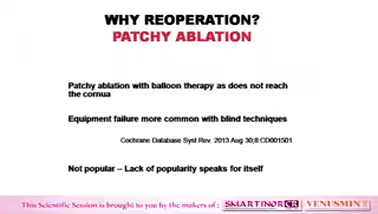 WHY REOPERATION?
PATCHY ABLATION
Patchy ablation with balloon therapy as does not reach
the cornua
Equipment failure more common with blind techniques
Cochrane Database Syst Rev. 2013 Aug 30;8:CD001501
Not popular – Lack of popularity speaks for itself
This Scientific Session is brought to you by the makers of : SMARTINOR CR VENUSMIN